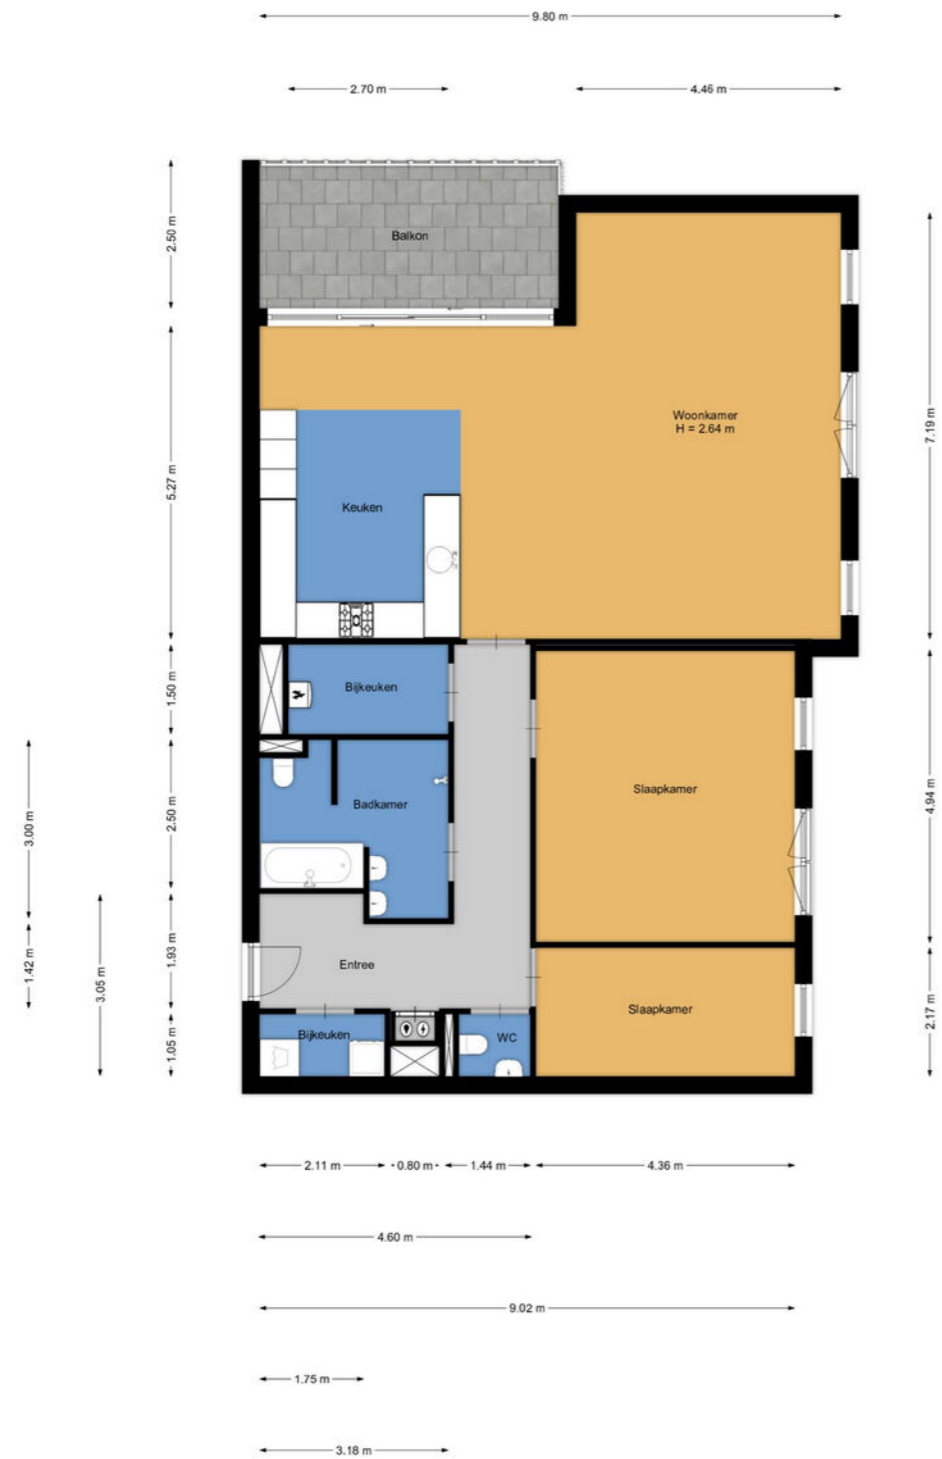 9.80 m
2.70 m
4.46 m
2.50 m
Balkon
7.19 m
Woonkamer
H = 2.64 m
5.27 m
Keuken
1.50 m
Bijkeuken
4.94 m
Slaapkamer
3.00 m
2.50 m
Badkamer
1.42 m
3.05 m
1.93 m
Entree
2.17 m
Slaapkamer
1.05 m
Bijkeuken
WC
2.11 m
0.80 m
1.44 m
4.36 m
4.60 m
9.02 m
1.75 m
3.18 m